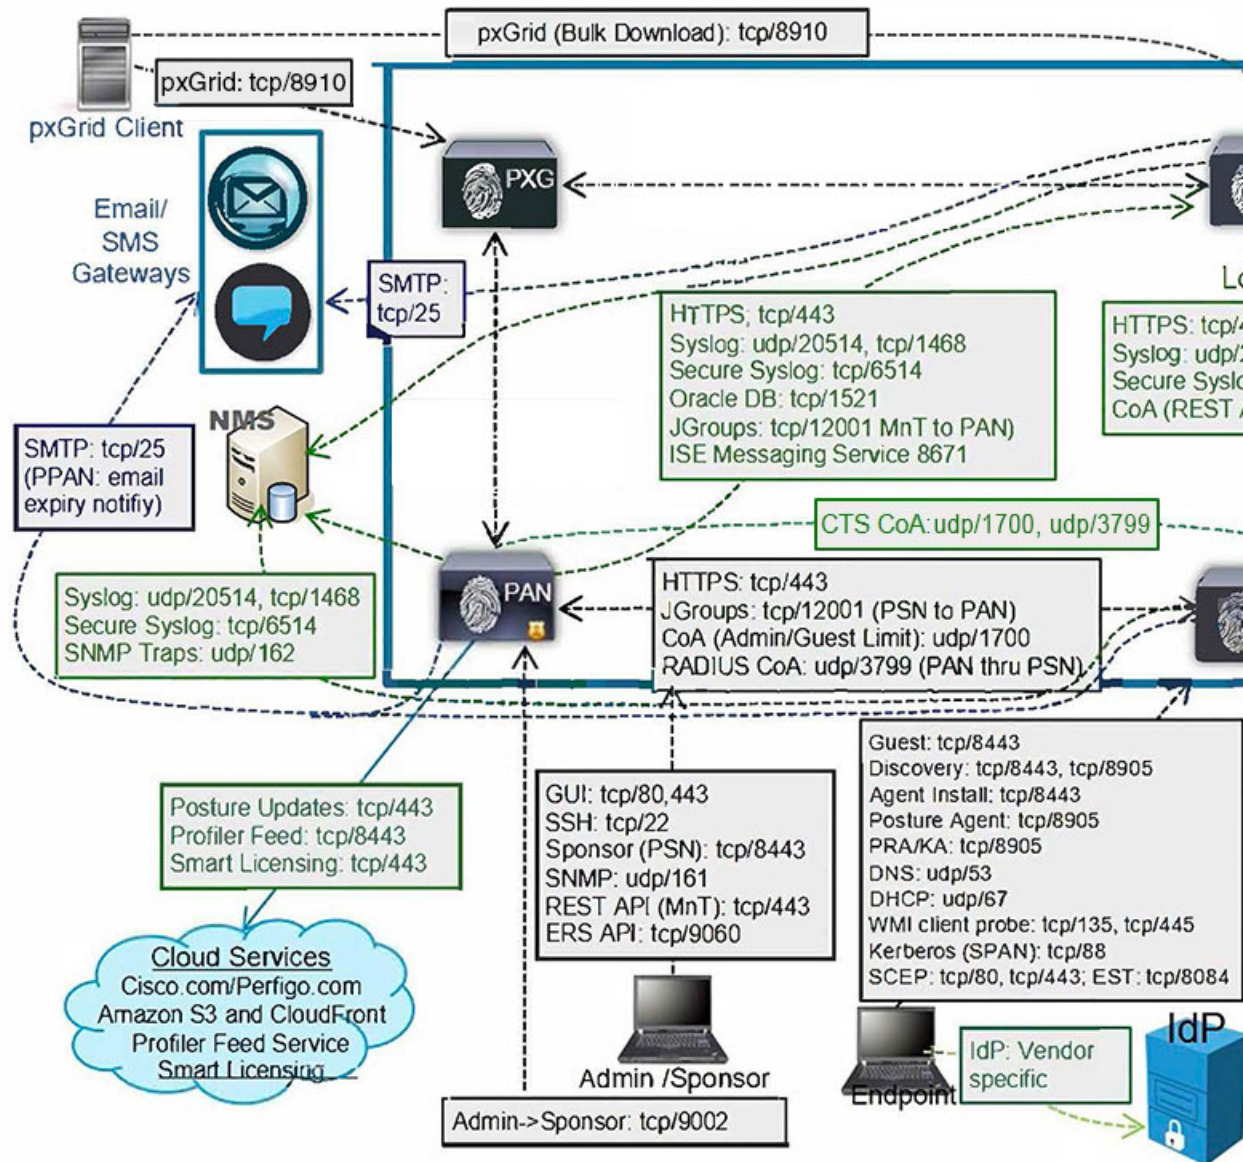 pxGrid (Bulk Download): tcp/8910
pxGrid: tcp/8910
pxGrid Client
PXG
Email/
SMS
Gateways
SMTP:
tcp/25
HTTPS; tcp/443
Syslog: udp/20514, tcp/1468
Secure Syslog: tcp/6514
Oracle DB: tcp/1521
JGroups: tcp/12001 MnT to PAN)
ISE Messaging Service 8671
HTTPS: tcp/4
Syslog: udp/2
Secure Syslo
CoA (REST
NMS
SMTP: tcp/25
(PPAN: email
expiry notifiy)
CTS CoA:udp/1700, udp/3799
PAN
HTTPS: tcp/443
JGroups: tcp/12001 (PSN to PAN)
CoA (Admin/Guest Limit): udp/1700
RADIUS CoA: udp/3799 (PAN thru PSN)
Syslog: udp/20514, tcp/1468
Secure Syslog: tcp/6514
SNMP Traps: udp/162
Guest: tcp/8443
Discovery: tcp/8443, tcp/8905
Agent Install: tcp/8443
Posture Agent: tcp/8905
PRA/KA: tcp/8905
DNS: udp/53
DHCP: udp/67
WMI client probe: tcp/135, tcp/445
Kerberos (SPAN): tcp/88
SCEP: tcp/80, tcp/443; EST: tcp/8084
Posture Updates: tcp/443
Profiler Feed: tcp/8443
Smart Licensing: tcp/443
GUI: tcp/80,443
SSH: tcp/22
Sponsor (PSN): tcp/8443
SNMP: udp/161
REST API (MnT): tcp/443
ERS API: tcp/9060
Cloud Services
Cisco.com/Perfigo.com
Amazon S3 and CloudFront
Profiler Feed Service
Smart Licensing
Admin /Sponsor
Endpoint
IdP: Vendor
specific
IdP
Admin->Sponsor: tcp/9002